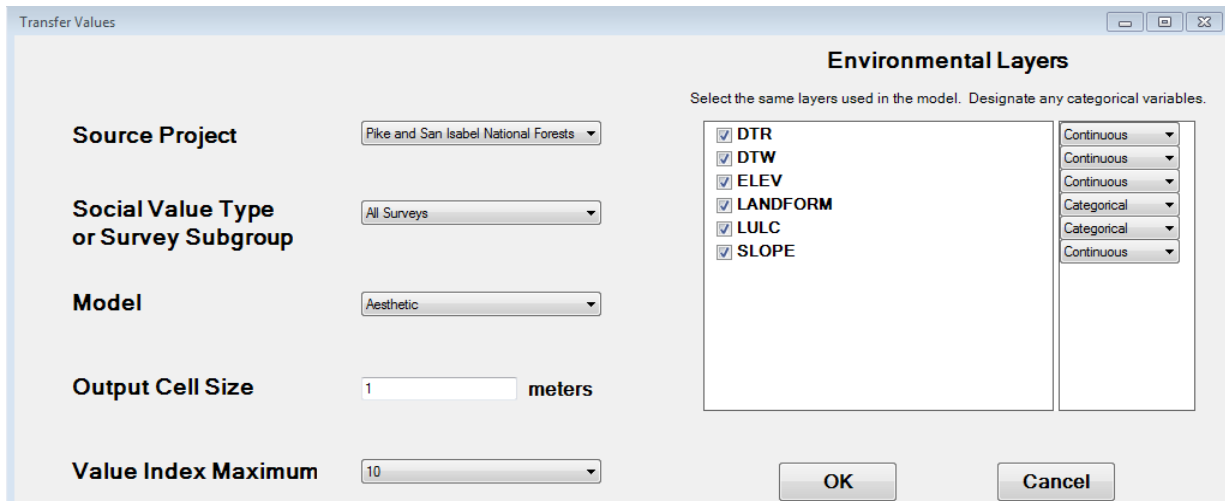 Transfer Values
Source Project
Pike and San Isabel National Forests
Social Value Type
or Survey Subgroup
All Surveys
Model
Aesthetic
Output Cell Size
1
meters
Value Index Maximum
10
Environmental Layers
Select the same layers used in the model. Designate any categorical variables.
DTR Continuous
DTW Continuous
ELEV Continuous
LANDFORM Categorical
LULC Categorical
SLOPE Continuous
OK
Cancel